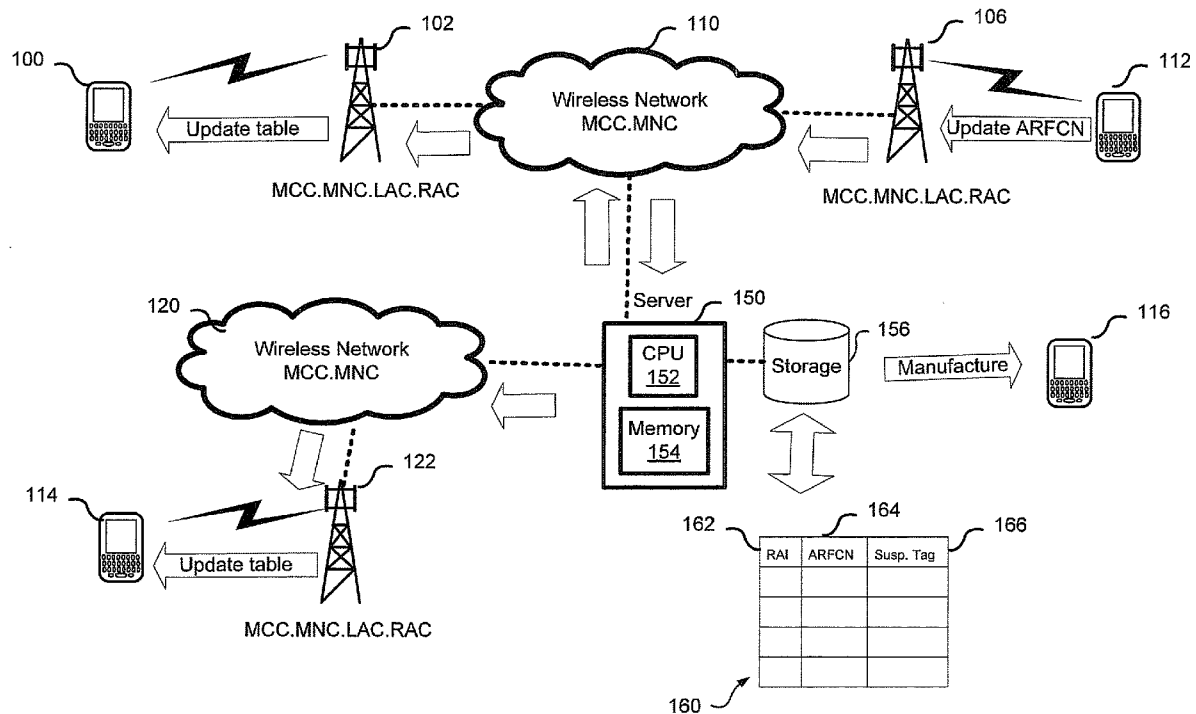 100
102
110
106
112
Wireless Network
MCC.MNC
Update table
Update ARFCN
MCC.MNC.LAC.RAC
MCC.MNC.LAC.RAC
120
Server
150
156
116
Wireless Network
MCC.MNC
CPU
152
Storage
Manufacture
Memory
154
114
122
Update table
162
164
166
RAI ARFCN Susp. Tag
MCC.MNC.LAC.RAC
160